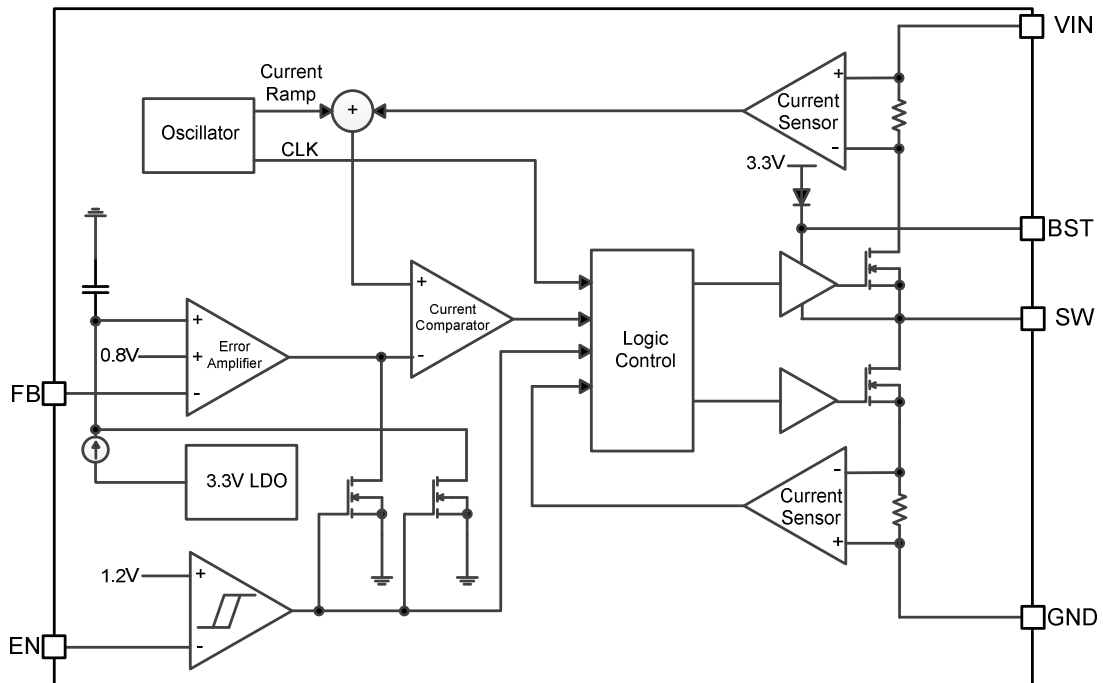 VIN
Current
Ramp
+
+
Current
Sensor
-
Oscillator
CLK
3.3V
BST
+
Current
Comparator
-
SW
+
Error
Amplifier
0.8V
+
-
Logic
Control
FB
3.3V LDO
-
Current
Sensor
+
1.2V
+
-
EN
GND